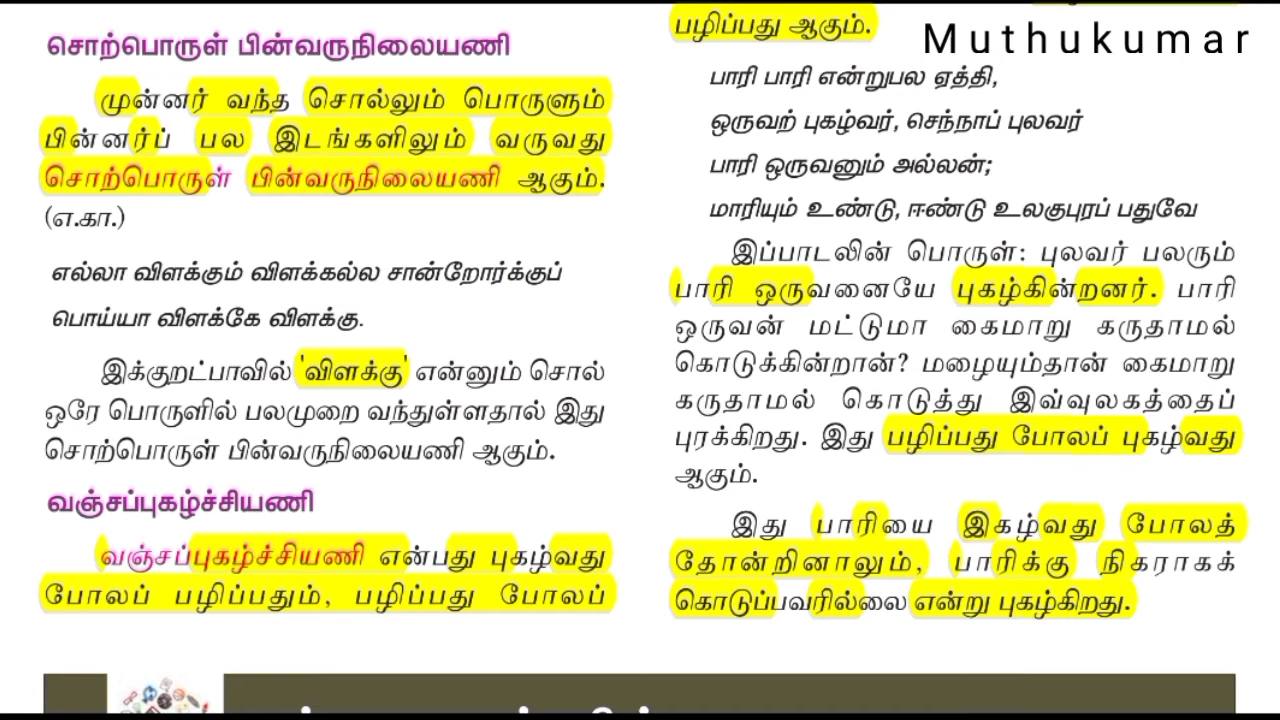 சொற்பொருள் பின்வருநிலையணி
முன்னர் வந்த சொல்லும் பொருளும்
பின்னர்ப் பல இடங்களிலும் வருவது
சொற்பொருள் பின்வருநிலையணி ஆகும்.
(எ.கா.)
எல்லா விளக்கும் விளக்கல்ல சான்றோர்க்குப்
பொய்யா விளக்கே விளக்கு.
இக்குறட்பாவில் 'விளக்கு' என்னும் சொல்
ஒரே பொருளில் பலமுறை வந்துள்ளதால் இது
சொற்பொருள் பின்வருநிலையணி ஆகும்.
வஞ்சப்புகழ்ச்சியணி
வஞ்சப்புகழ்ச்சியணி என்பது புகழ்வது
போலப் பழிப்பதும், பழிப்பது போலப்
பழிப்பது ஆகும்.
Muthukumar
பாரி பாரி என்றுபல ஏத்தி,
ஒருவற் புகழ்வர், செந்நாப் புலவர்
பாரி ஒருவனும் அல்லன்;
மாரியும் உண்டு, ஈண்டு உலகுபுரப் பதுவே
இப்பாடலின் பொருள்: புலவர் பலரும்
பாரி ஒருவனையே புகழ்கின்றனர். பாரி
ஒருவன் மட்டுமா கைமாறு கருதாமல்
கொடுக்கின்றான்? மழையும்தான் கைமாறு
கருதாமல் கொடுத்து இவ்வுலகத்தைப்
புரக்கிறது. இது பழிப்பது போலப் புகழ்வது
ஆகும்.
இது பாரியை இகழ்வது போலத்
தோன்றினாலும், பாரிக்கு நிகராகக்
கொடுப்பவரில்லை என்று புகழ்கிறது.